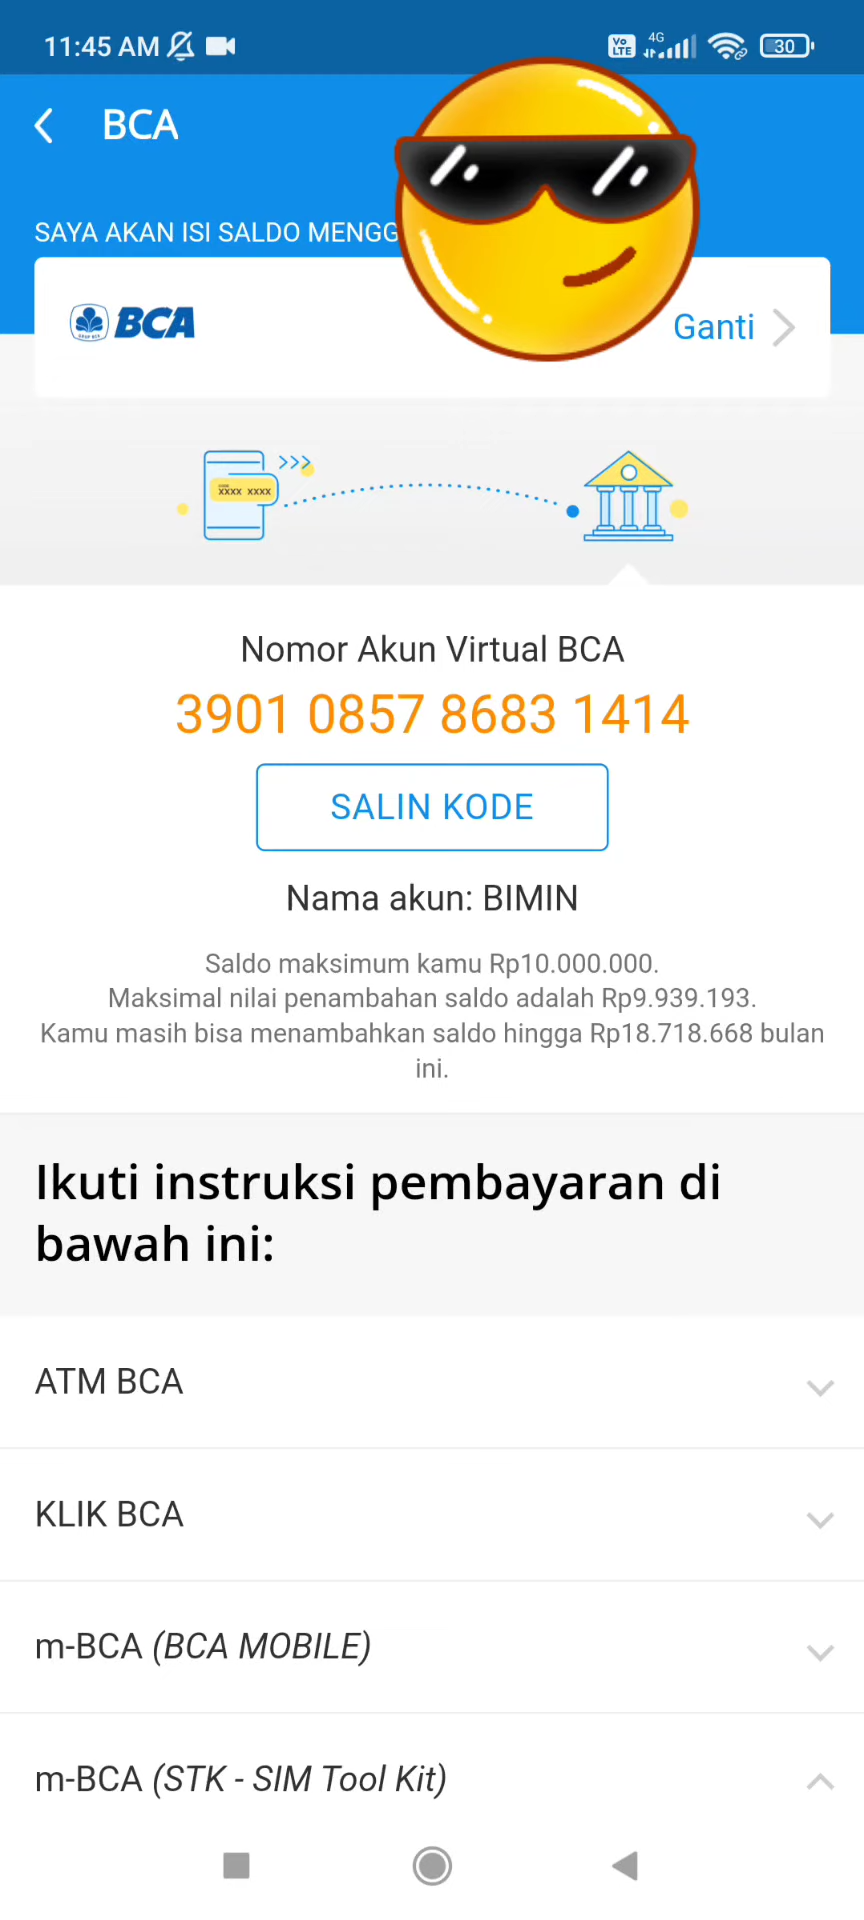 11:45 AM
Vo LTE 4G 30
BCA
SAYA AKAN ISI SALDO MENGG
BCA
Ganti
XXXX XXXX
Nomor Akun Virtual BCA
3901 0857 8683 1414
SALIN KODE
Nama akun: BIMIN
Saldo maksimum kamu Rp10.000.000.
Maksimal nilai penambahan saldo adalah Rp9.939.193.
Kamu masih bisa menambahkan saldo hingga Rp18.718.668 bulan
ini.
Ikuti instruksi pembayaran di
bawah ini:
ATM BCA
KLIK BCA
m-BCA (BCA MOBILE)
m-BCA (STK - SIM Tool Kit)